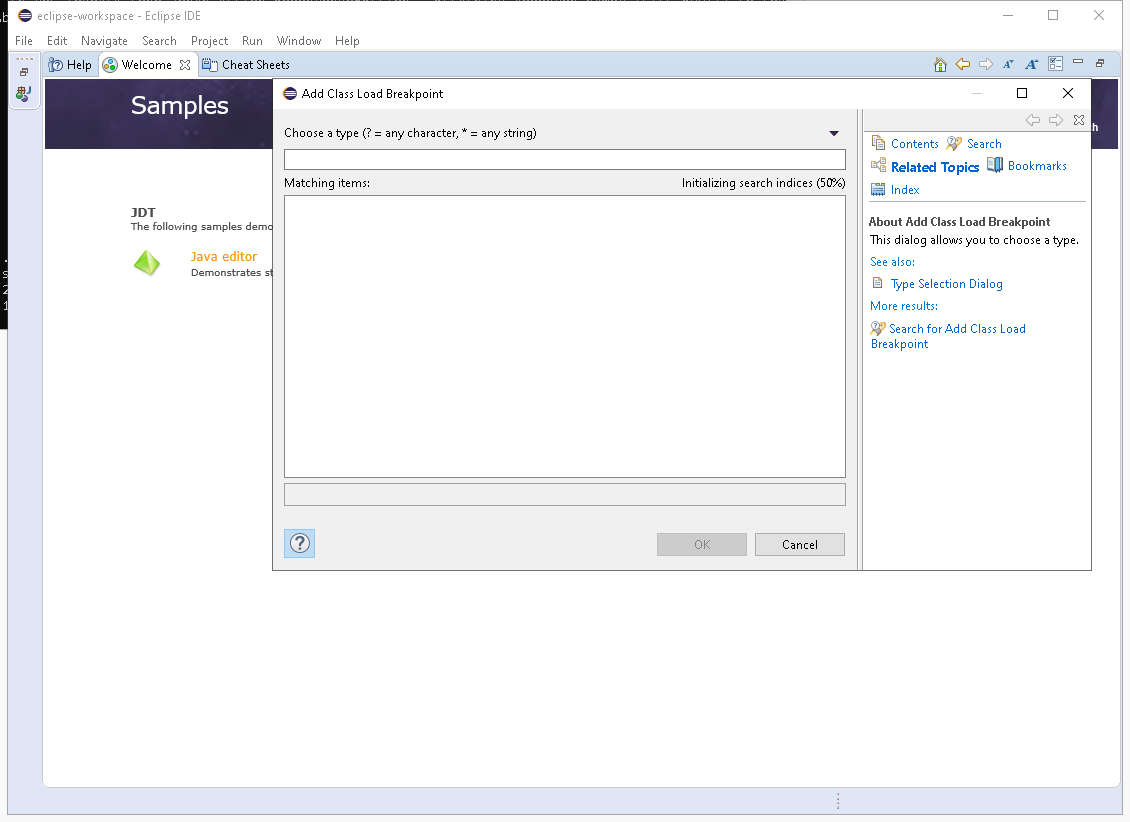 eclipse-workspace - Eclipse IDE
File Edit Navigate Search Project Run Window Help
Help Welcome Cheat Sheets
Samples
JDT
The following samples demo
Java editor
Demonstrates st
Add Class Load Breakpoint
Choose a type (? = any character, * = any string)
Matching items: Initializing search indices (50%)
OK Cancel
Contents Search
Related Topics Bookmarks
Index
About Add Class Load Breakpoint
This dialog allows you to choose a type.
See also:
Type Selection Dialog
More results:
Search for Add Class Load
Breakpoint